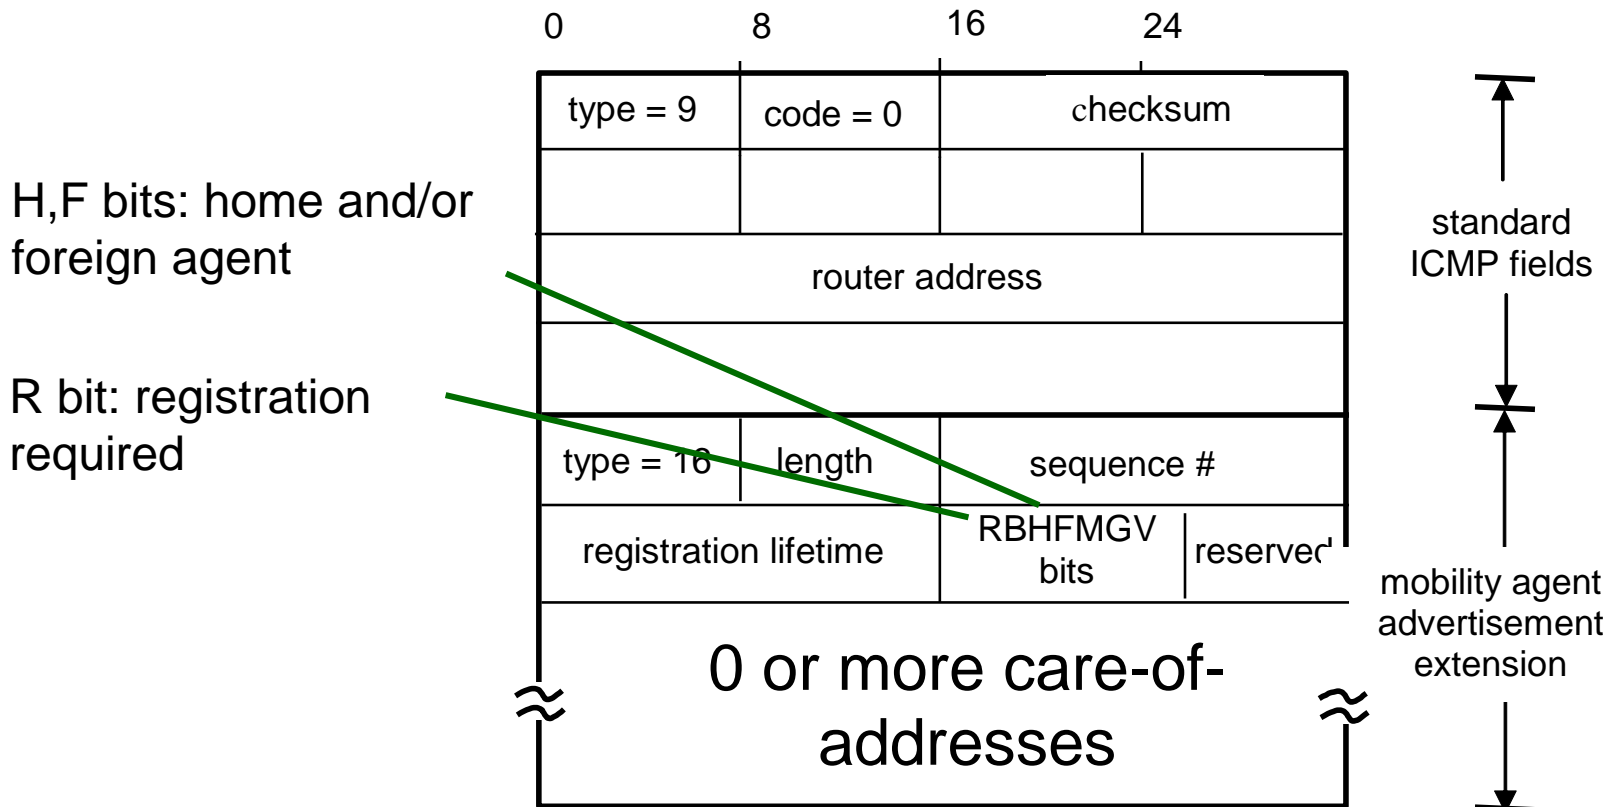 0 8 16 24
type = 9 code = 0 checksum
H,F bits: home and/or
foreign agent
standard
ICMP fields
router address
R bit: registration
required
type = 16 length sequence #
registration lifetime
RBHFMGV
bits
reserved
mobility agent
advertisement
extension
0 or more care-of-
addresses